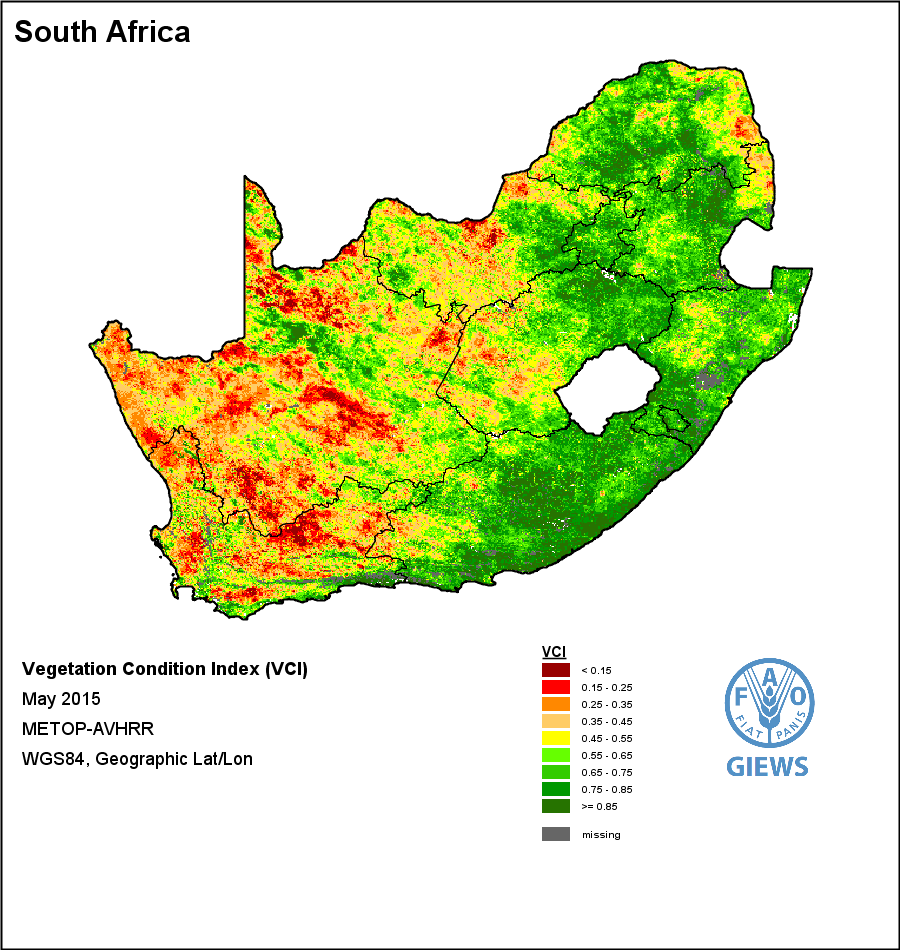 South Africa
Vegetation Condition Index (VCI)
May 2015
METOP-AVHRR
WGS84, Geographic Lat/Lon
VCI
< 0.15
0.15 - 0.25
0.25 - 0.35
0.35 - 0.45
0.45 - 0.55
0.55 - 0.65
0.65 - 0.75
0.75 - 0.85
>= 0.85
missing
F A O
FIAT PANIS
GIEWS